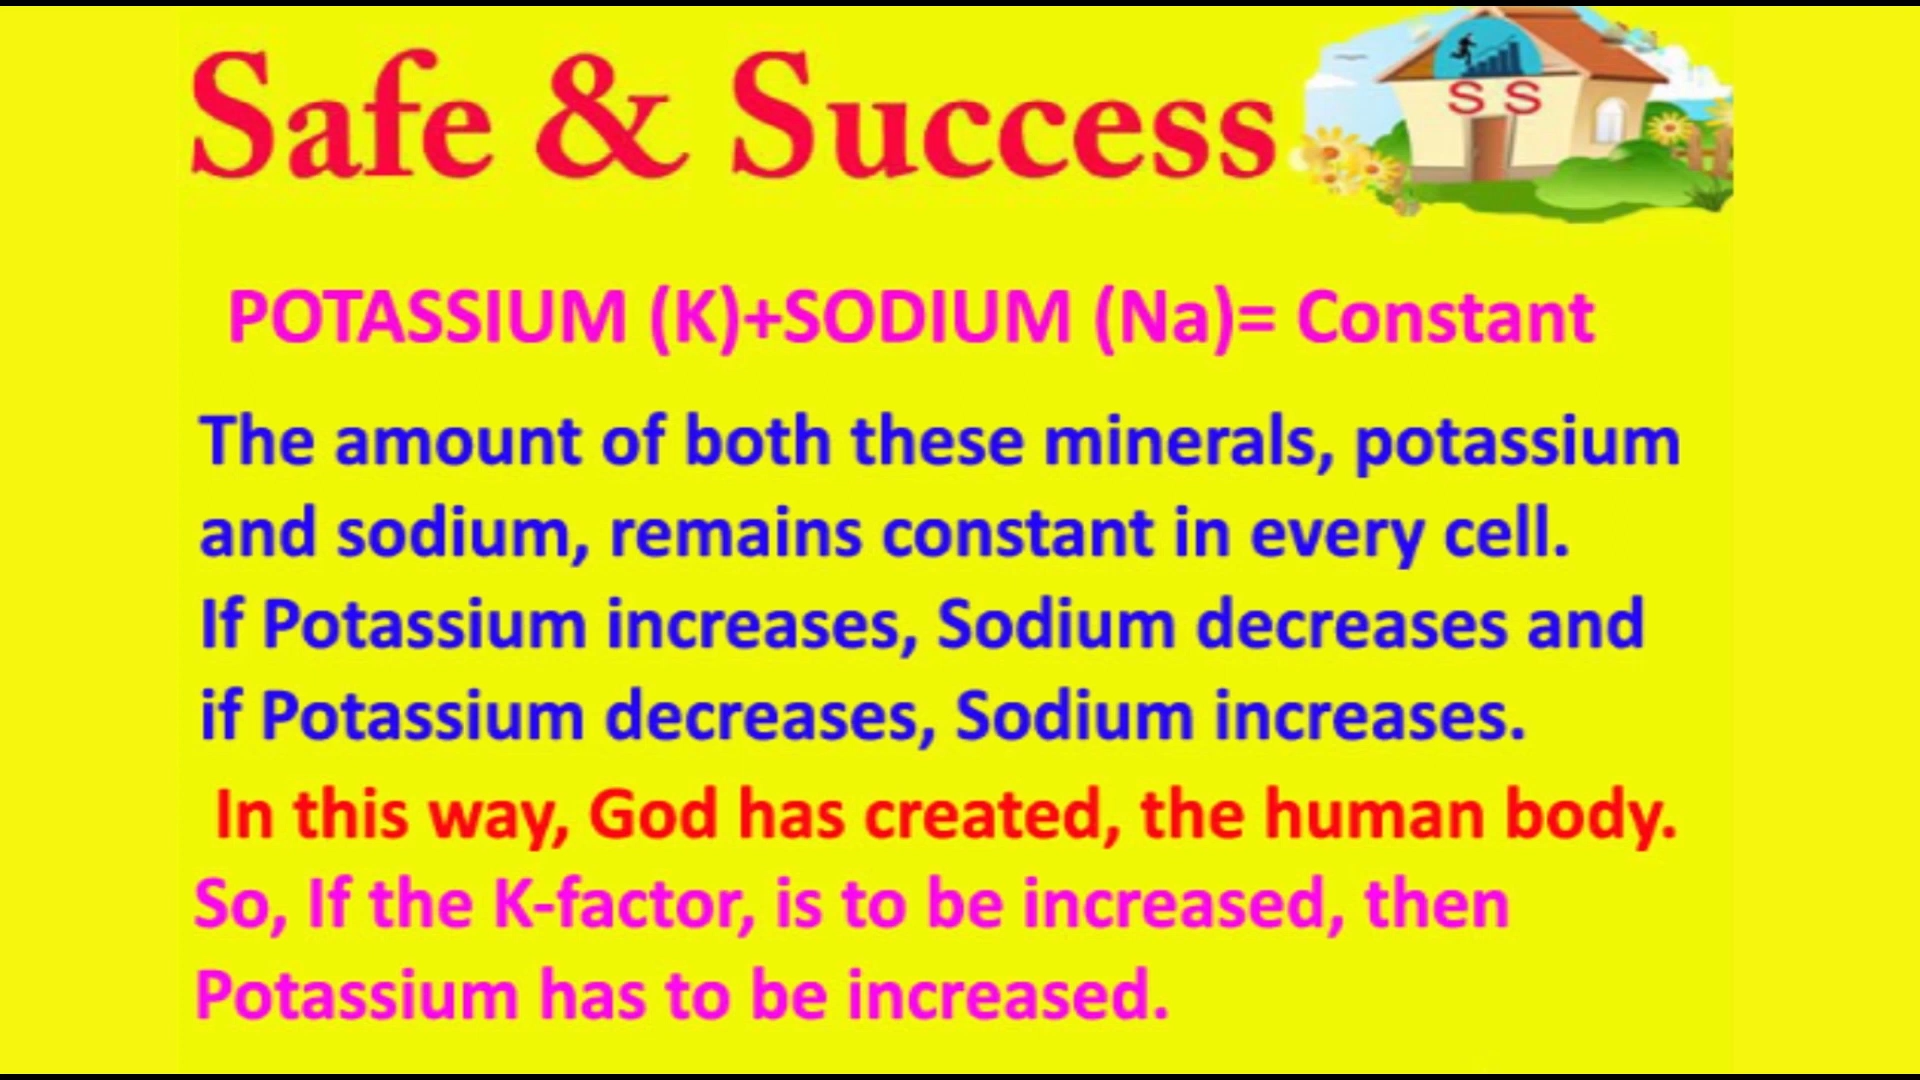 Safe & Success
S S
POTASSIUM (K)+SODIUM (Na)= Constant
The amount of both these minerals, potassium
and sodium, remains constant in every cell.
If Potassium increases, Sodium decreases and
if Potassium decreases, Sodium increases.
In this way, God has created, the human body.
So, If the K-factor, is to be increased, then
Potassium has to be increased.